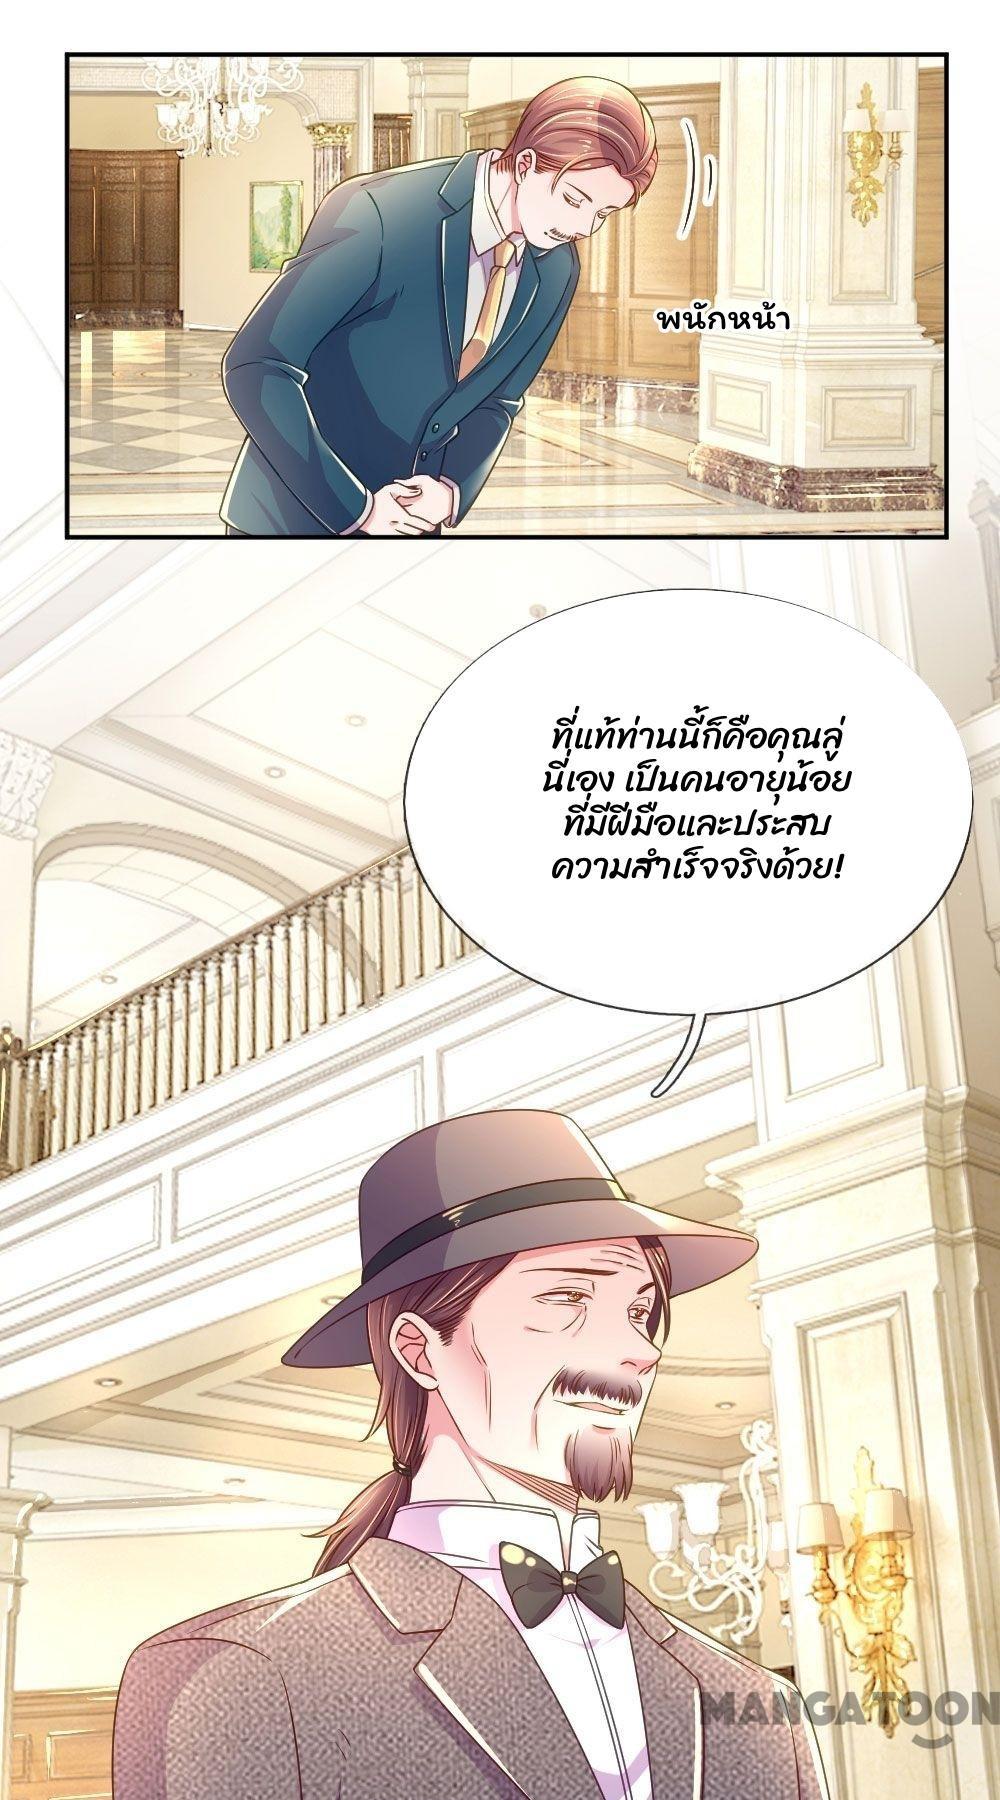 พนักหน้า
ที่แท้ท่านนี้ก็คือคุณลู่
นี่เอง เป็นคนอายุน้อย
ที่มีฝีมือและประสบ
ความสำเร็จจริงด้วย!
MANGATOON